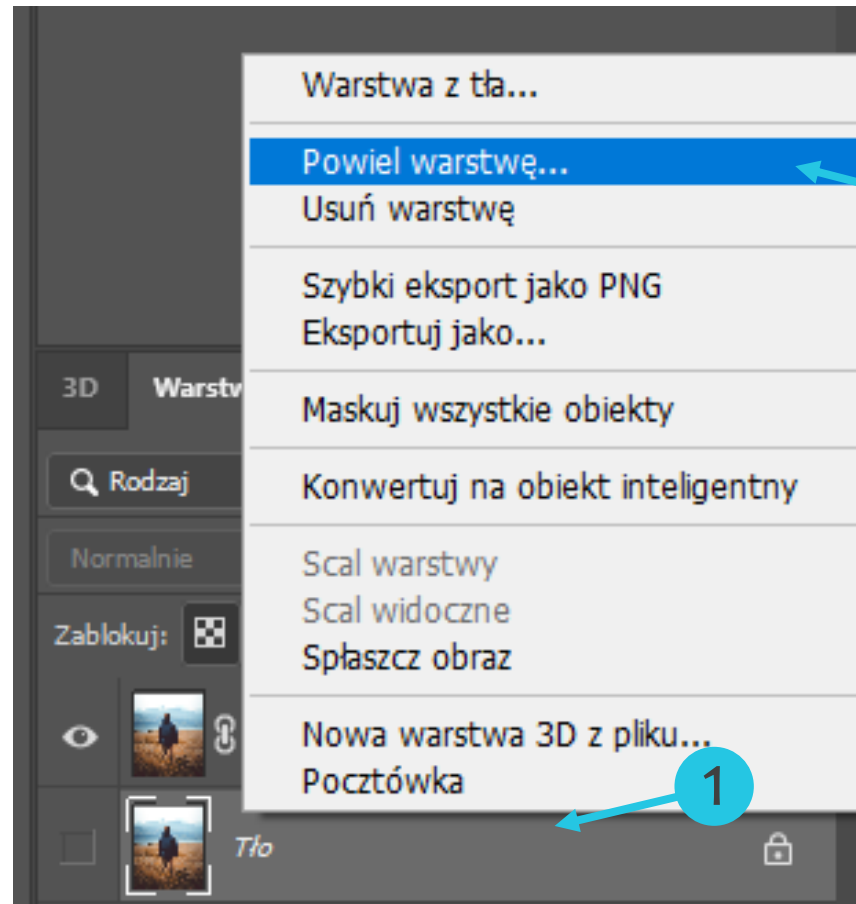 Warstwa z tła...
Powiel warstwę...
Usuń warstwę
Szybki eksport jako PNG
Eksportuj jako...
3D
Maskuj wszystkie obiekty
Rodzaj
Konwertuj na obiekt inteligentny
Normalnie
Scal warstwy
Scal widoczne
Zablokuj:
Spłaszcz obraz
Nowa warstwa 3D z pliku...
Pocztówka
1
Tło